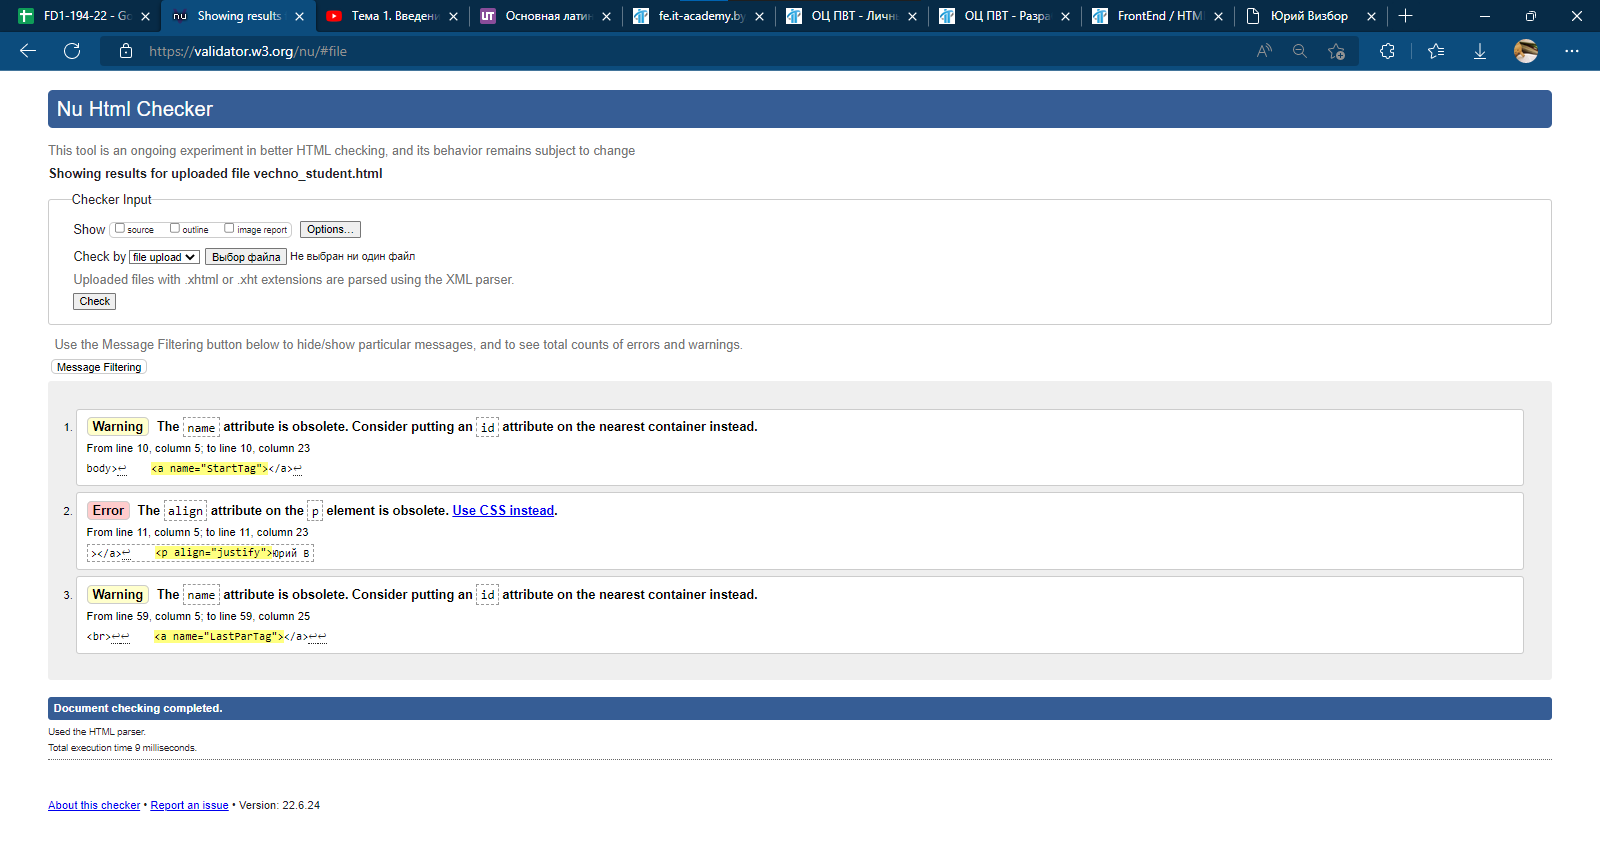 FD1-194-22 - Go
Showing results
Тема 1. Введени
Основная латин
fe.it-academy.by
ОЦ ПВТ - Личн
ОЦ ПВТ - Разра
FrontEnd / HTM
Юрий Визбор
https://validator.w3.org/nu/#file
Nu Html Checker
This tool is an ongoing experiment in better HTML checking, and its behavior remains subject to change
Showing results for uploaded file vechno_student.html
Checker Input
Show source outline image report Options...
Check by file upload Выбор файла Не выбран ни один файл
Uploaded files with .xhtml or .xht extensions are parsed using the XML parser.
Check
Use the Message Filtering button below to hide/show particular messages, and to see total counts of errors and warnings.
Message Filtering
1. Warning The name attribute is obsolete. Consider putting an id attribute on the nearest container instead.
From line 10, column 5; to line 10, column 23
body>↩ <a name="StartTag"></a>↩
2. Error The align attribute on the p element is obsolete. Use CSS instead.
From line 11, column 5; to line 11, column 23
></a>↩ <p align="justify">Юрий В
3. Warning The name attribute is obsolete. Consider putting an id attribute on the nearest container instead.
From line 59, column 5; to line 59, column 25
<br>↩↩ <a name="LastParTag"></a>↩↩
Document checking completed.
Used the HTML parser.
Total execution time 9 milliseconds.
About this checker • Report an issue • Version: 22.6.24